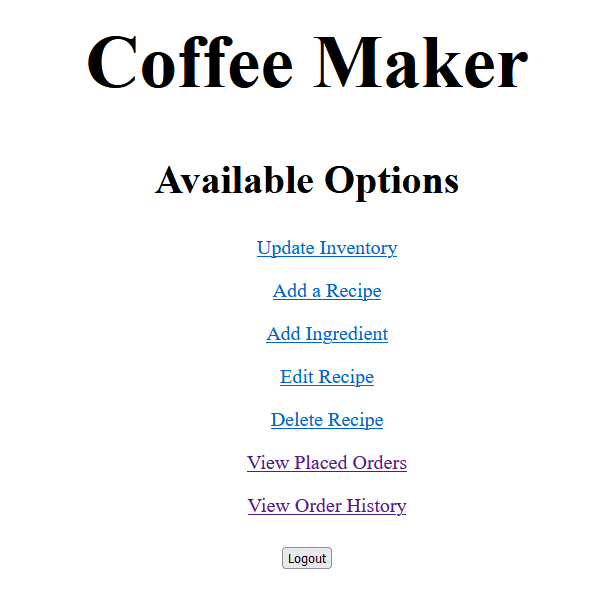 Coffee Maker
Available Options
Update Inventory
Add a Recipe
Add Ingredient
Edit Recipe
Delete Recipe
View Placed Orders
View Order History
Logout